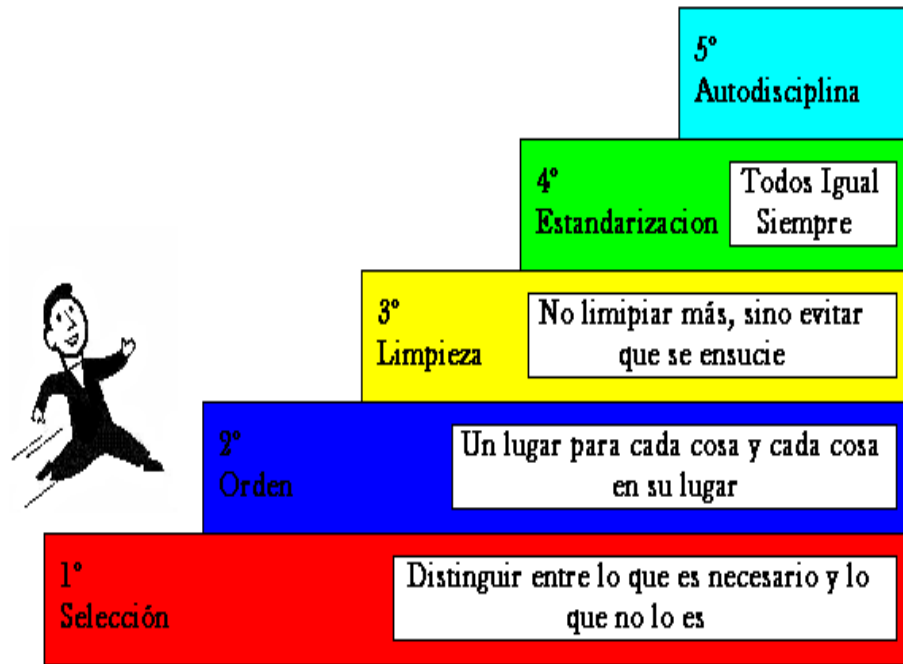 5º
Autodisciplina
4º
Estandarizacion
Todos Igual
Siempre
3º
Limpieza
No limipiar más, sino evitar
que se ensucie
2º
Orden
Un lugar para cada cosa y cada cosa
en su lugar
1º
Selección
Distinguir entre lo que es necesario y lo
que no lo es